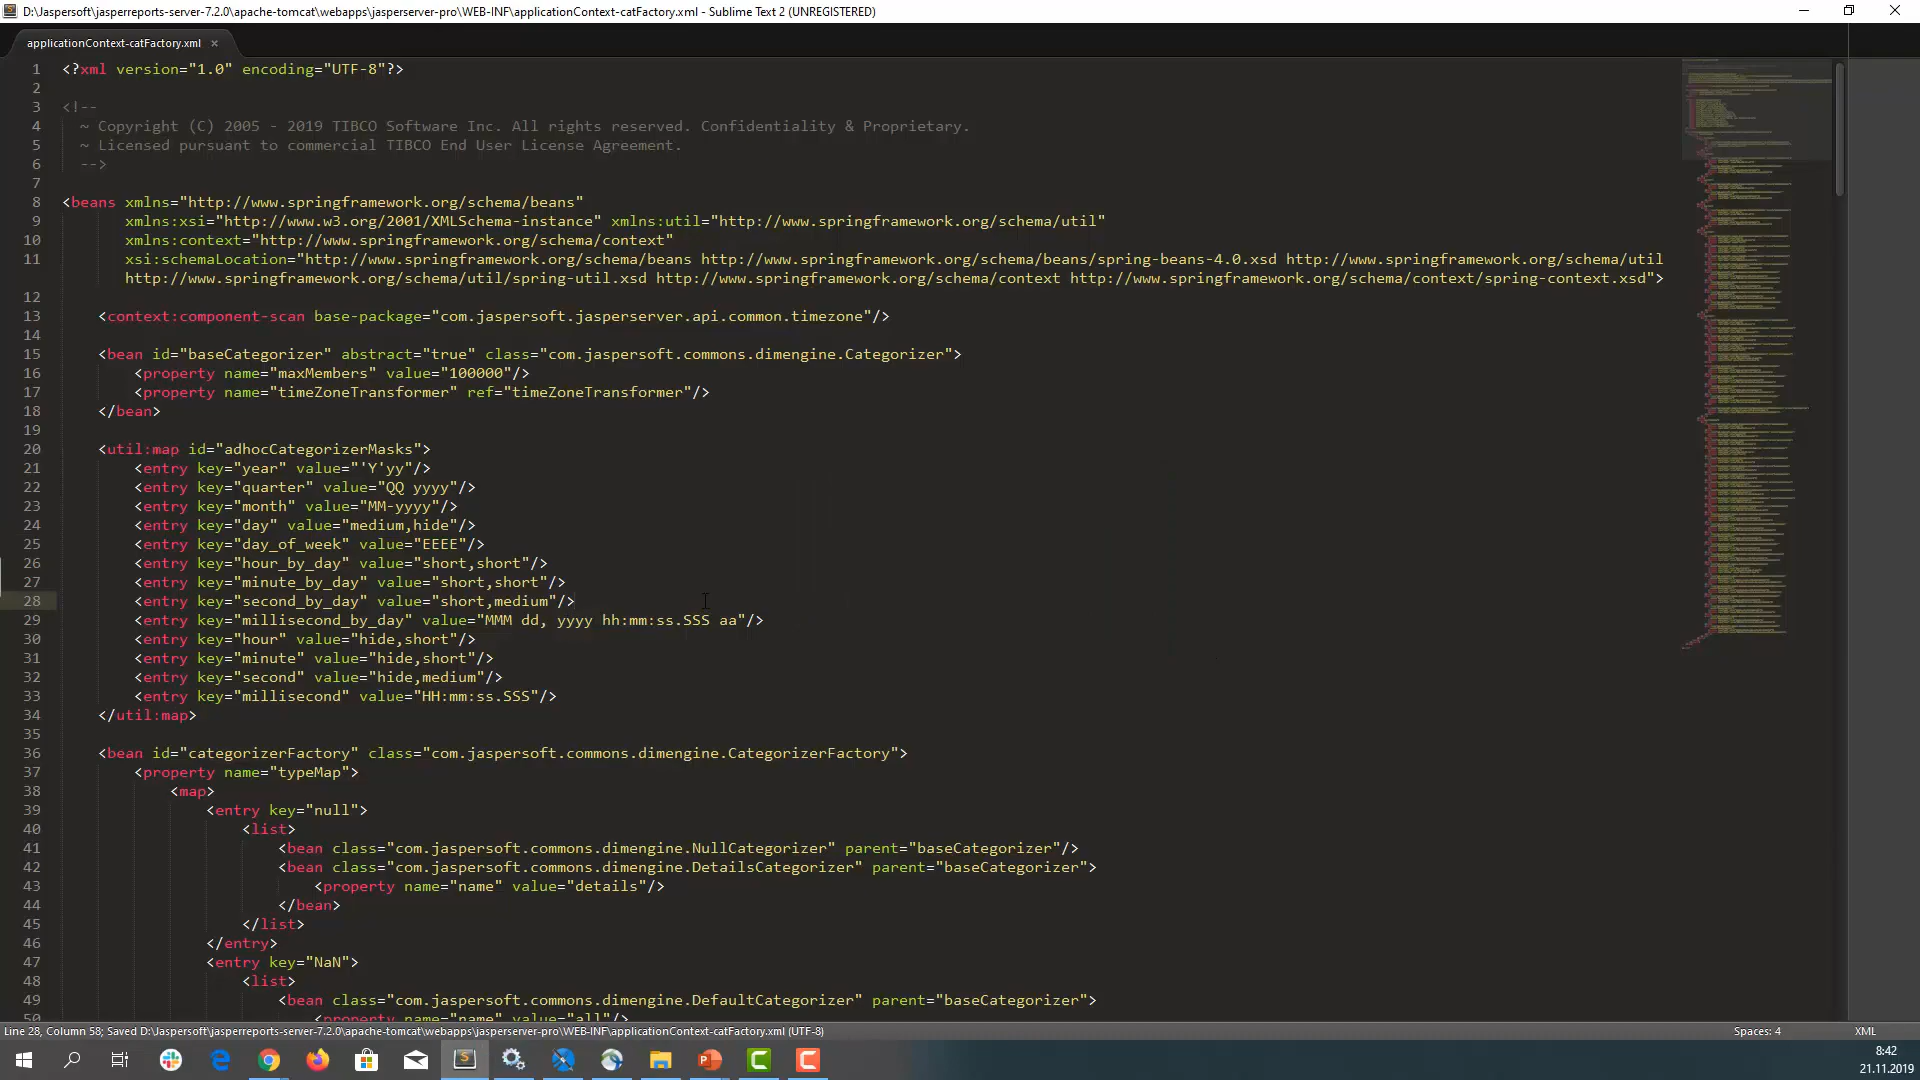 D:\Jaspersoft\jasperreports-server-7.2.0\apache-tomcat\webapps\jasperserver-pro\WEB-INF\applicationContext-catFactory.xml - Sublime Text 2 (UNREGISTERED)
applicationContext-catFactory.xml ×
1 <?xml version="1.0" encoding="UTF-8"?>
2
3 <!--
4 ~ Copyright (C) 2005 - 2019 TIBCO Software Inc. All rights reserved. Confidentiality & Proprietary.
5 ~ Licensed pursuant to commercial TIBCO End User License Agreement.
6 -->
7
8 <beans xmlns="http://www.springframework.org/schema/beans"
9 xmlns:xsi="http://www.w3.org/2001/XMLSchema-instance" xmlns:util="http://www.springframework.org/schema/util"
10 xmlns:context="http://www.springframework.org/schema/context"
11 xsi:schemaLocation="http://www.springframework.org/schema/beans http://www.springframework.org/schema/beans/spring-beans-4.0.xsd http://www.springframework.org/schema/util
http://www.springframework.org/schema/util/spring-util.xsd http://www.springframework.org/schema/context http://www.springframework.org/schema/context/spring-context.xsd">
12
13 <context:component-scan base-package="com.jaspersoft.jasperserver.api.common.timezone"/>
14
15 <bean id="baseCategorizer" abstract="true" class="com.jaspersoft.commons.dimengine.Categorizer">
16 <property name="maxMembers" value="100000"/>
17 <property name="timeZoneTransformer" ref="timeZoneTransformer"/>
18 </bean>
19
20 <util:map id="adhocCategorizerMasks">
21 <entry key="year" value="'Y'yy"/>
22 <entry key="quarter" value="QQ yyyy"/>
23 <entry key="month" value="MM-yyyy"/>
24 <entry key="day" value="medium,hide"/>
25 <entry key="day_of_week" value="EEEE"/>
26 <entry key="hour_by_day" value="short,short"/>
27 <entry key="minute_by_day" value="short,short"/>
28 <entry key="second_by_day" value="short,medium"/>
29 <entry key="millisecond_by_day" value="MMM dd, yyyy hh:mm:ss.SSS aa"/>
30 <entry key="hour" value="hide,short"/>
31 <entry key="minute" value="hide,short"/>
32 <entry key="second" value="hide,medium"/>
33 <entry key="millisecond" value="HH:mm:ss.SSS"/>
34 </util:map>
35
36 <bean id="categorizerFactory" class="com.jaspersoft.commons.dimengine.CategorizerFactory">
37 <property name="typeMap">
38 <map>
39 <entry key="null">
40 <list>
41 <bean class="com.jaspersoft.commons.dimengine.NullCategorizer" parent="baseCategorizer"/>
42 <bean class="com.jaspersoft.commons.dimengine.DetailsCategorizer" parent="baseCategorizer">
43 <property name="name" value="details"/>
44 </bean>
45 </list>
46 </entry>
47 <entry key="NaN">
48 <list>
49 <bean class="com.jaspersoft.commons.dimengine.DefaultCategorizer" parent="baseCategorizer">
50 <property name="name" value="all"/>
Line 28, Column 58; Saved D:\Jaspersoft\jasperreports-server-7.2.0\apache-tomcat\webapps\jasperserver-pro\WEB-INF\applicationContext-catFactory.xml (UTF-8)
Spaces: 4
XML
8:42
21.11.2019